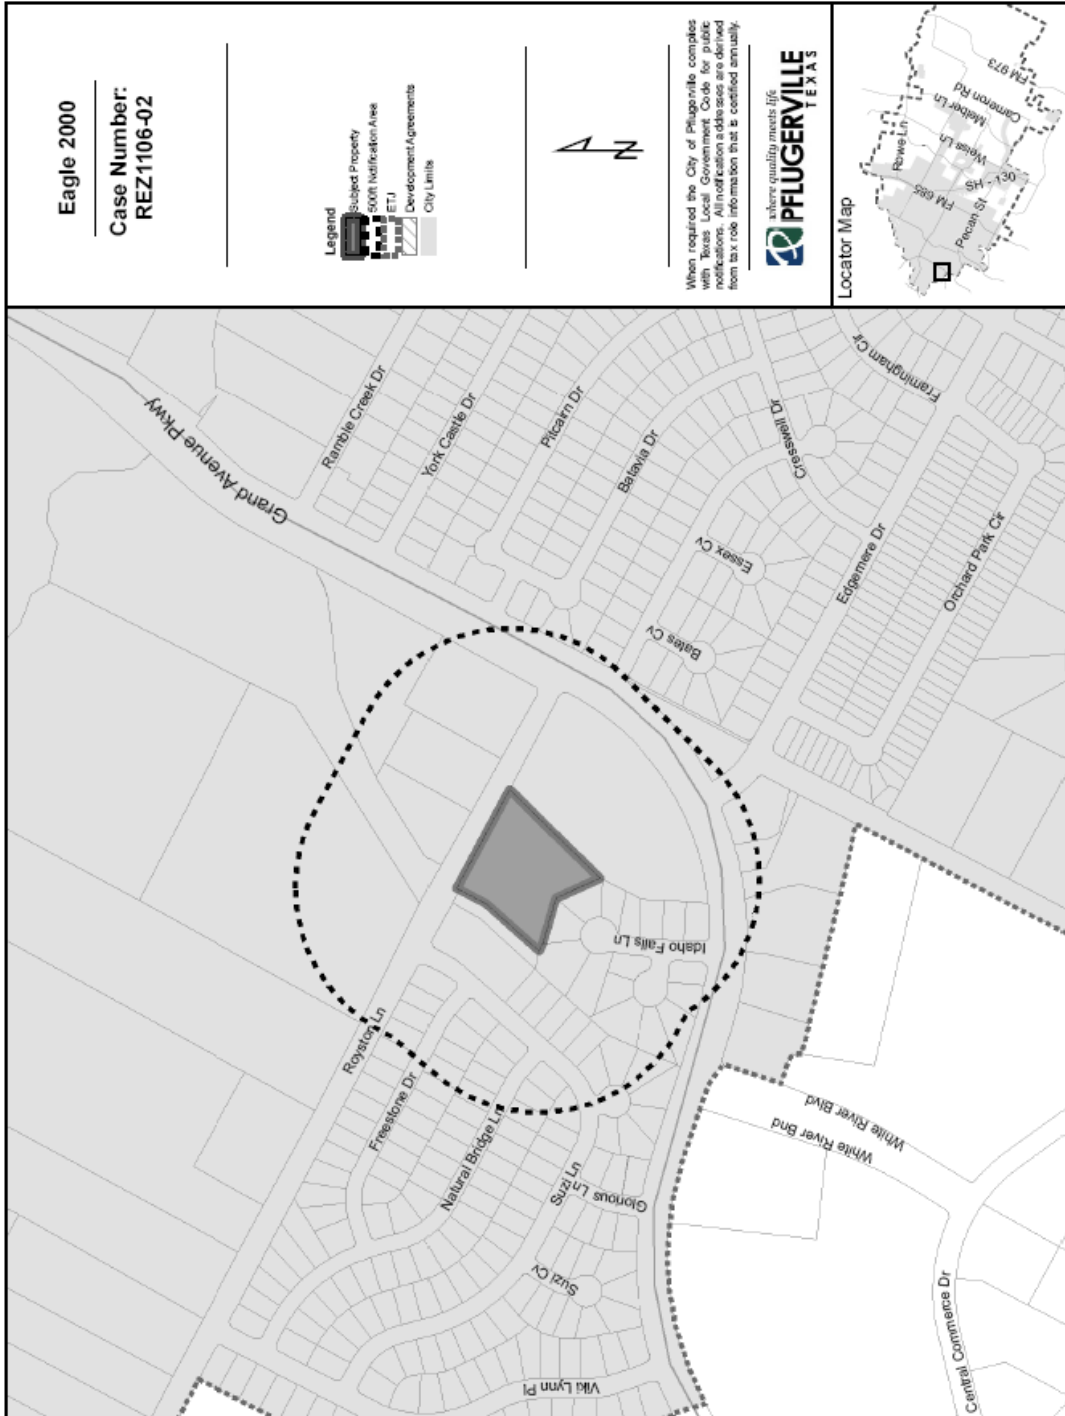 Eagle 2000
Case Number:
REZ1106-02
Legend
Subject Property
500ft Notification Area
ETJ
Development Agreements
City Limits
N
When required the City of Pflugerville complies
with Texas Local Government Code for public
notifications. All notification addresses are derived
from tax role information that is certified annually.
where quality meets life
PFLUGERVILLE
TEXAS
Locator Map
Rowe Ln
FM 685
Weiss Ln
Melber Ln
Cameron Rd
FM 973
SH - 130
Pecan St
Grand Avenue Pkwy
Ramble Creek Dr
York Castle Dr
Pitcairn Dr
Batavia Dr
Cresswell Dr
Framingham Cir
Essex Cv
Bates Cv
Edgemere Dr
Orchard Park Cir
Idaho Falls Ln
Royston Ln
Freestone Dr
Natural Bridge Ln
Suzi Ln
Glorious Ln
Suzi Cv
Viki Lynn Pl
White River Blvd
White River Bnd
Central Commerce Dr